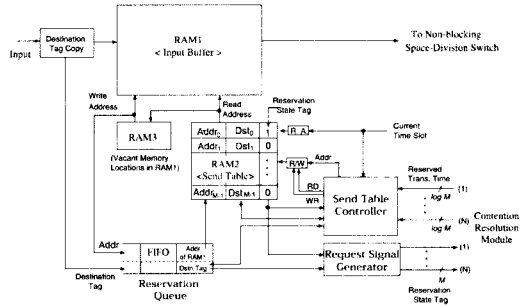 Input
Destination
Tag Copy
RAM1
< Input Buffer >
To Non-blocking
Space-Division Switch
Write
Address
Read
Address
Reservation
State Tag
RAM3
(Vacant Memory
Locations in RAM1)
Addr0 Dst0 1
Addr1 Dst1 0
RAM2
<Send Table>
0
AddrM-1 DstM-1 0
R. A.
R/W
Addr
RD
WR
Current
Time Slot
Send Table
Controller
Reserved
Trans. Time
(1)
log M
(N)
log M
Contention
Resolution
Module
Addr
FIFO
Addr
of RAM1
Dstn Tag
Destination
Tag
Reservation
Queue
Request Signal
Generator
(1)
(N)
M
Reservation
State Tag